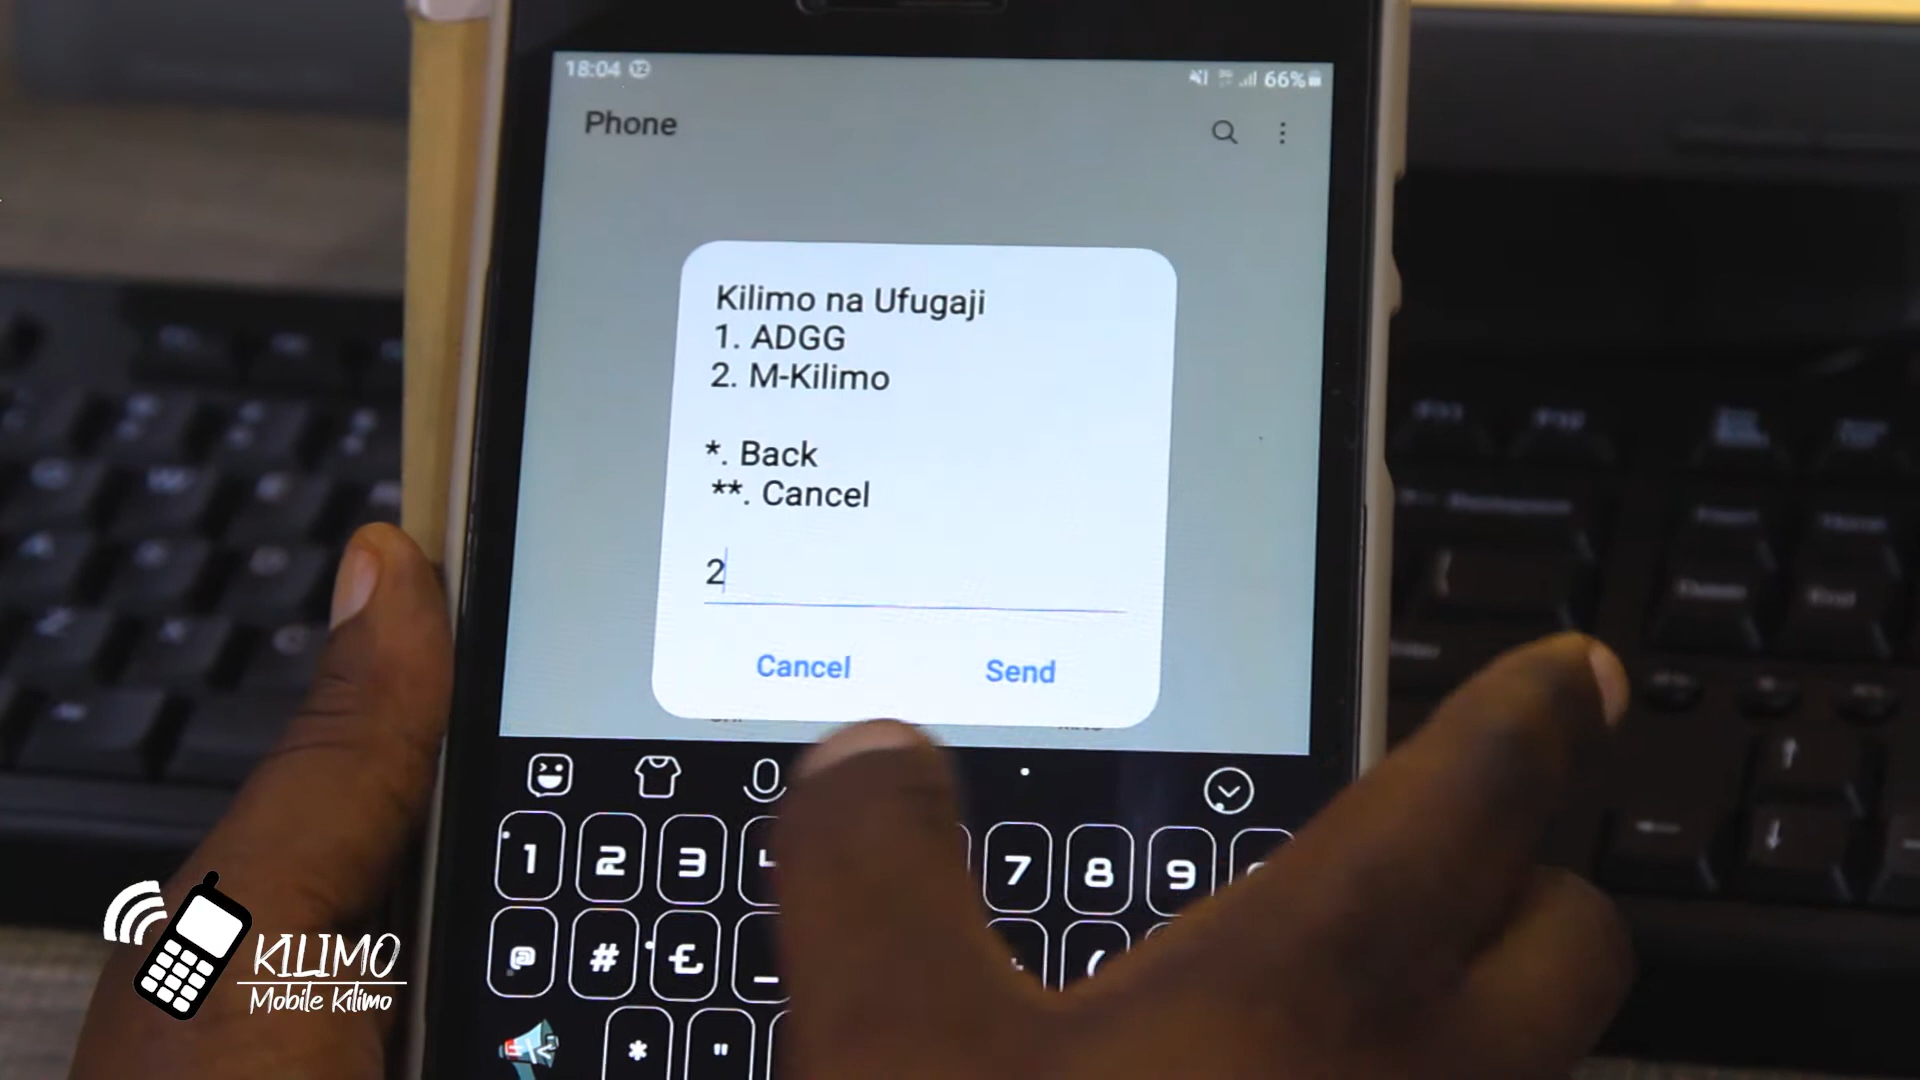 18:04
66%
Phone
Kilimo na Ufugaji
1. ADGG
2. M-Kilimo
*. Back
**. Cancel
2
Cancel
Send
1 2 3 7 8 9
@ # £ _ (
* "
KILIMO
Mobile Kilimo